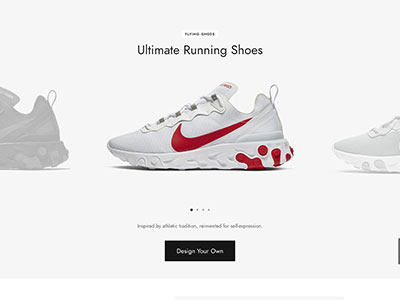 FLYING SHOES
Ultimate Running Shoes
Inspired by athletic tradition, reinvented for self-expression.
Design Your Own